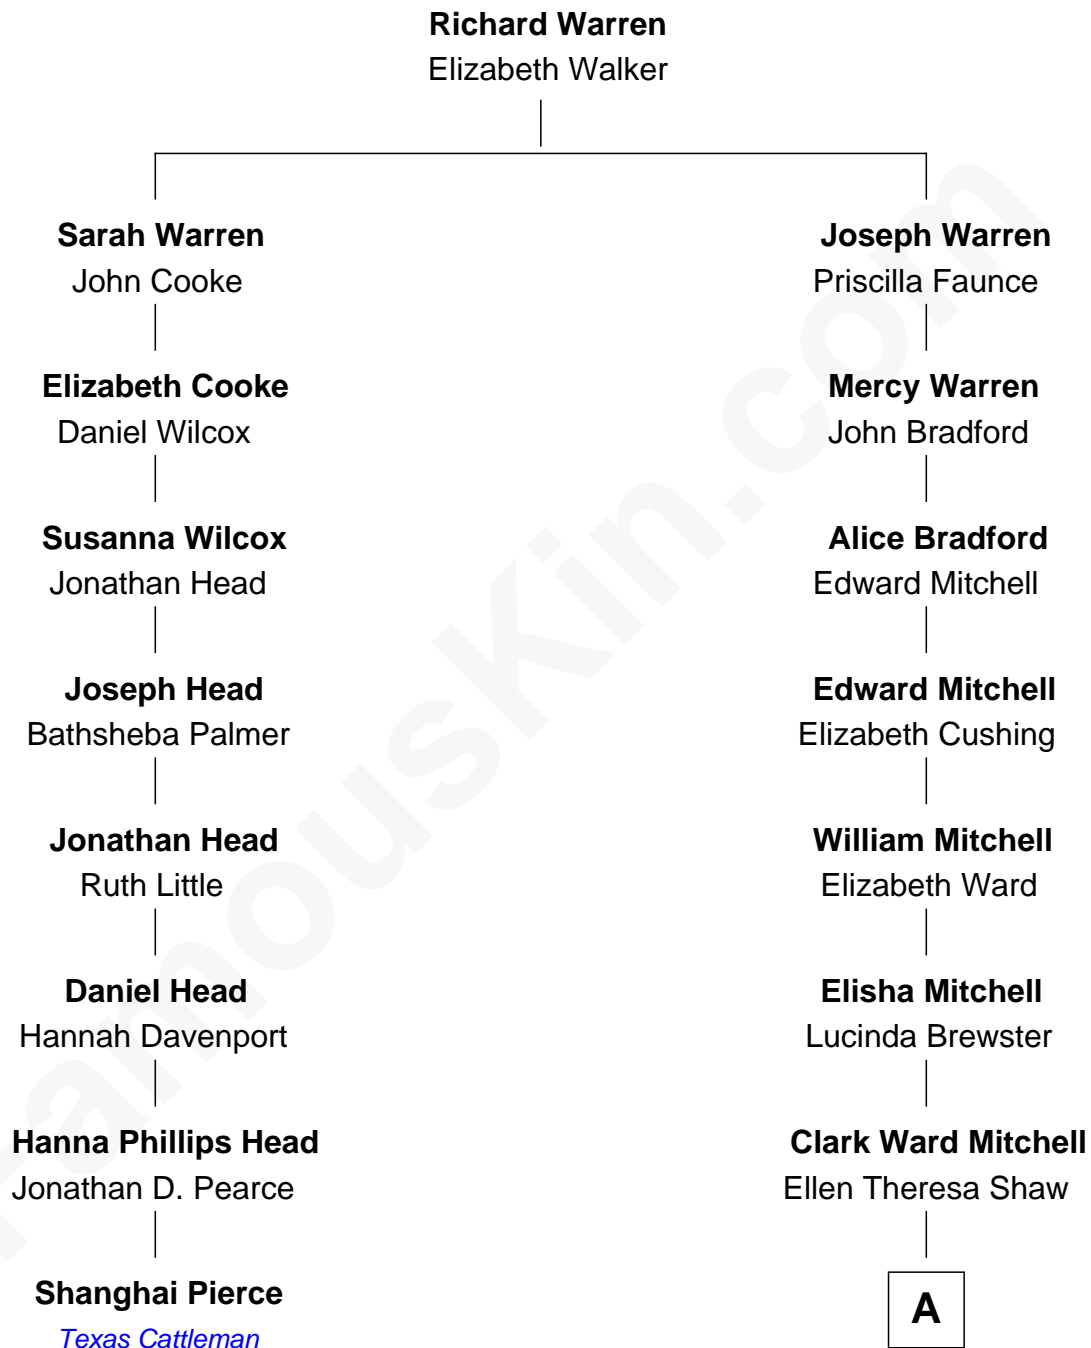 Richard Warren
Elizabeth Walker
Sarah Warren
John Cooke
Joseph Warren
Priscilla Faunce
Elizabeth Cooke
Daniel Wilcox
Mercy Warren
John Bradford
Susanna Wilcox
Jonathan Head
Alice Bradford
Edward Mitchell
Joseph Head
Bathsheba Palmer
Edward Mitchell
Elizabeth Cushing
Jonathan Head
Ruth Little
William Mitchell
Elizabeth Ward
Daniel Head
Hannah Davenport
Elisha Mitchell
Lucinda Brewster
Hanna Phillips Head
Jonathan D. Pearce
Clark Ward Mitchell
Ellen Theresa Shaw
Shanghai Pierce
Texas Cattleman
A
FamousKin.com